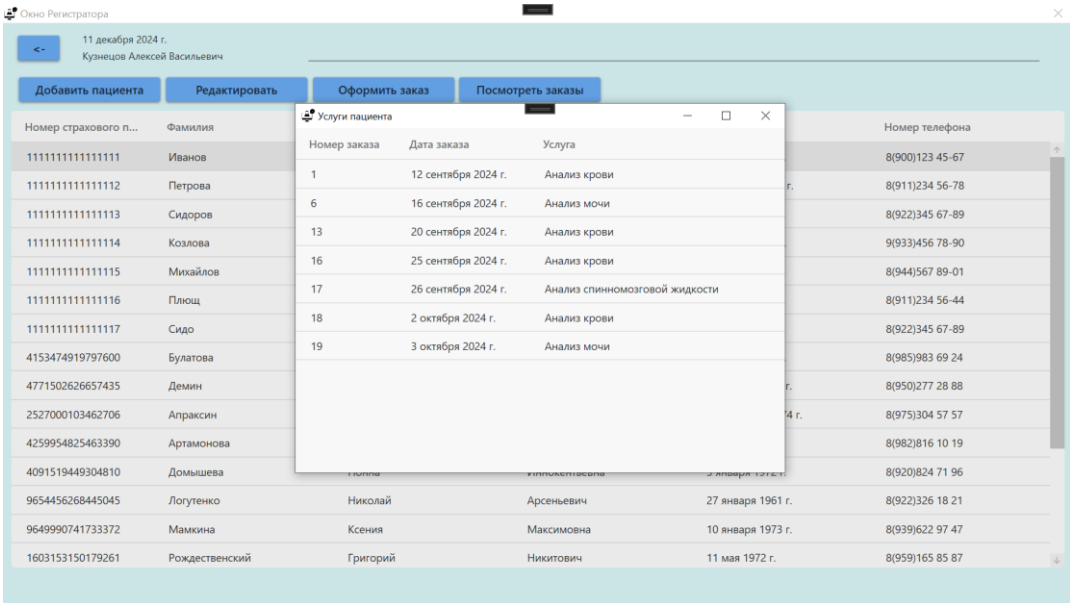 Окно Регистратора
<-
11 декабря 2024 г.
Кузнецов Алексей Васильевич
Добавить пациента Редактировать Оформить заказ Посмотреть заказы
Номер страхового п... Фамилия Номер телефона
1111111111111111 Иванов 8(900)123 45-67
1111111111111112 Петрова г. 8(911)234 56-78
1111111111111113 Сидоров 8(922)345 67-89
1111111111111114 Козлова 9(933)456 78-90
1111111111111115 Михайлов 8(944)567 89-01
1111111111111116 Плющ 8(911)234 56-44
1111111111111117 Сидо 8(922)345 67-89
4153474919797600 Булатова 8(985)983 69 24
4771502626657435 Демин г. 8(950)277 28 88
2527000103462706 Апраксин 4 г. 8(975)304 57 57
4259954825463390 Артамонова 8(982)816 10 19
4091519449304810 Домышева 8(920)824 71 96
9654456268445045 Логутенко Николай Арсеньевич 27 января 1961 г. 8(922)326 18 21
9649990741733372 Мамкина Ксения Максимовна 10 января 1973 г. 8(939)622 97 47
1603153150179261 Рождественский Григорий Никитович 11 мая 1972 г. 8(959)165 85 87
Услуги пациента
Номер заказа Дата заказа Услуга
1 12 сентября 2024 г. Анализ крови
6 16 сентября 2024 г. Анализ мочи
13 20 сентября 2024 г. Анализ крови
16 25 сентября 2024 г. Анализ крови
17 26 сентября 2024 г. Анализ спинномозговой жидкости
18 2 октября 2024 г. Анализ крови
19 3 октября 2024 г. Анализ мочи